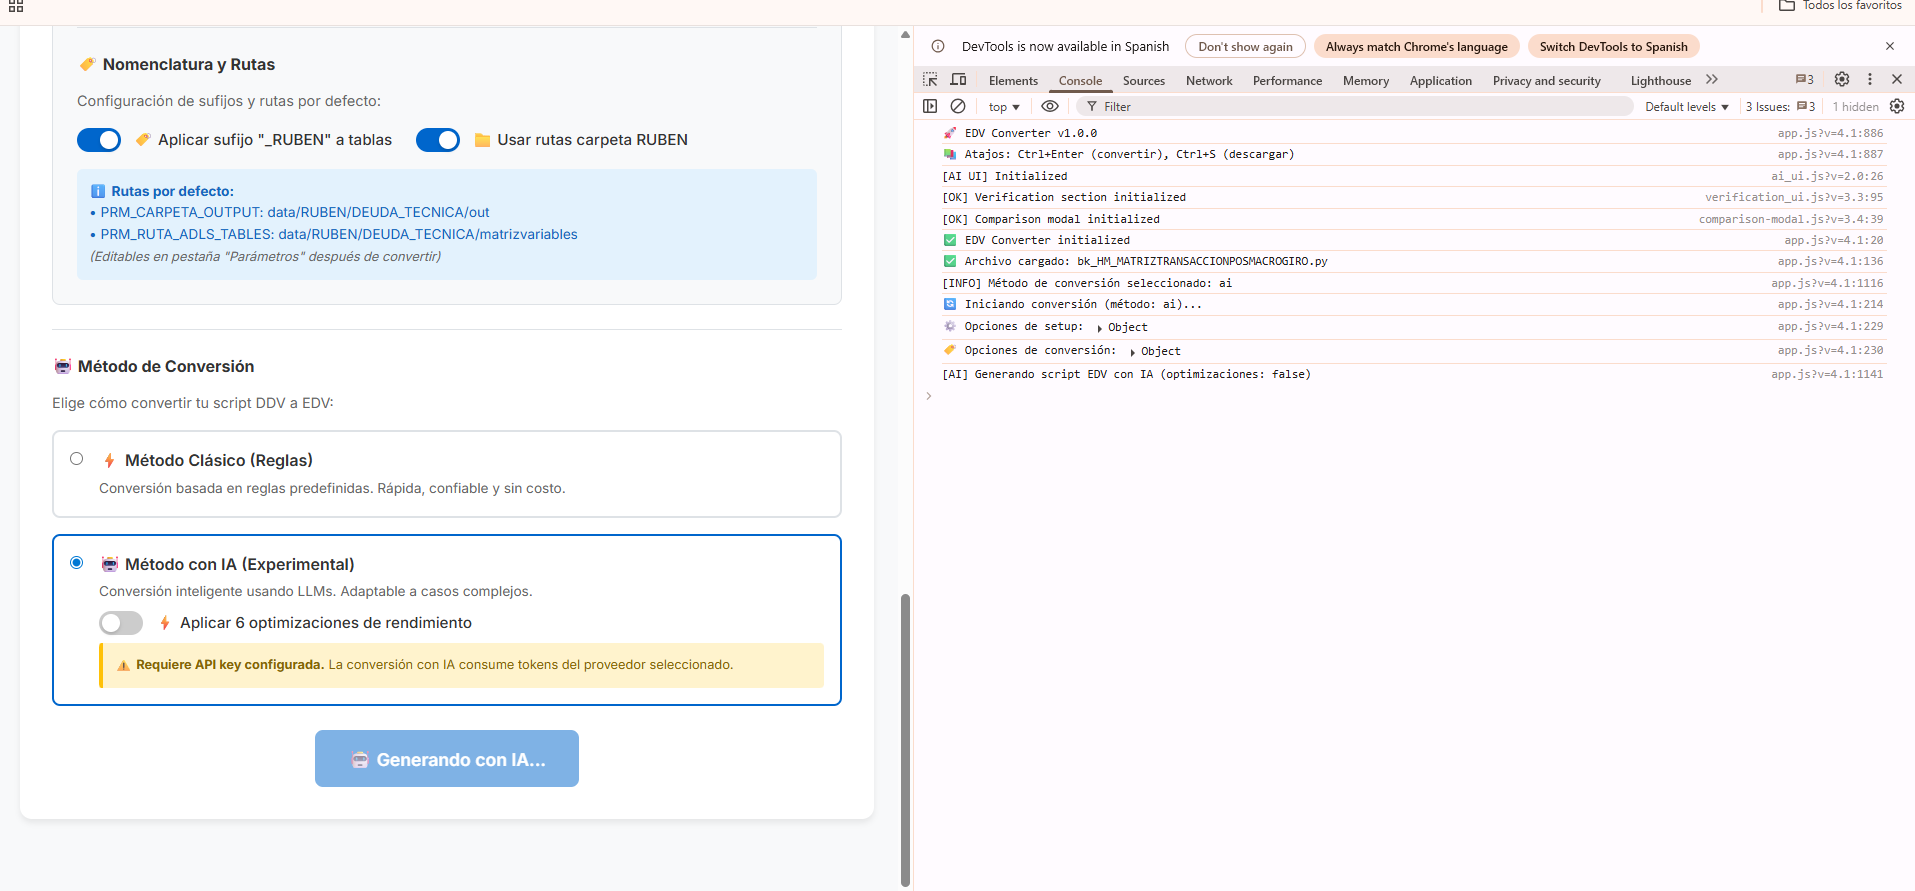 Todos los favoritos
Nomenclatura y Rutas
Configuración de sufijos y rutas por defecto:
Aplicar sufijo "_RUBEN" a tablas
Usar rutas carpeta RUBEN
Rutas por defecto:
• PRM_CARPETA_OUTPUT: data/RUBEN/DEUDA_TECNICA/out
• PRM_RUTA_ADLS_TABLES: data/RUBEN/DEUDA_TECNICA/matrizvariables
(Editables en pestaña "Parámetros" después de convertir)
Método de Conversión
Elige cómo convertir tu script DDV a EDV:
Método Clásico (Reglas)
Conversión basada en reglas predefinidas. Rápida, confiable y sin costo.
Método con IA (Experimental)
Conversión inteligente usando LLMs. Adaptable a casos complejos.
Aplicar 6 optimizaciones de rendimiento
Requiere API key configurada. La conversión con IA consume tokens del proveedor seleccionado.
Generando con IA...
DevTools is now available in Spanish Don't show again Always match Chrome's language Switch DevTools to Spanish
Elements Console Sources Network Performance Memory Application Privacy and security Lighthouse 3
top Filter Default levels 3 Issues: 3 1 hidden
EDV Converter v1.0.0 app.js?v=4.1:886
Atajos: Ctrl+Enter (convertir), Ctrl+S (descargar) app.js?v=4.1:887
[AI UI] Initialized ai_ui.js?v=2.0:26
[OK] Verification section initialized verification_ui.js?v=3.3:95
[OK] Comparison modal initialized comparison-modal.js?v=3.4:39
EDV Converter initialized app.js?v=4.1:20
Archivo cargado: bk_HM_MATRIZTRANSACCIONPOSMACROGIRO.py app.js?v=4.1:136
[INFO] Método de conversión seleccionado: ai app.js?v=4.1:1116
Iniciando conversión (método: ai)... app.js?v=4.1:214
Opciones de setup: Object app.js?v=4.1:229
Opciones de conversión: Object app.js?v=4.1:230
[AI] Generando script EDV con IA (optimizaciones: false) app.js?v=4.1:1141